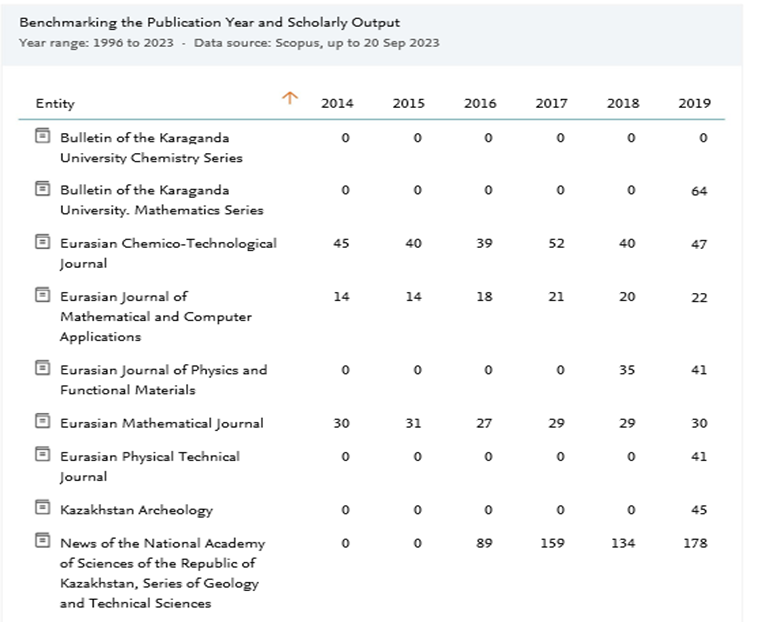 Benchmarking the Publication Year and Scholarly Output
Year range: 1996 to 2023 · Data source: Scopus, up to 20 Sep 2023
Entity ↑ 2014 2015 2016 2017 2018 2019
Bulletin of the Karaganda 0 0 0 0 0 0
University Chemistry Series
Bulletin of the Karaganda 0 0 0 0 0 64
University. Mathematics Series
Eurasian Chemico-Technological 45 40 39 52 40 47
Journal
Eurasian Journal of 14 14 18 21 20 22
Mathematical and Computer
Applications
Eurasian Journal of Physics and 0 0 0 0 35 41
Functional Materials
Eurasian Mathematical Journal 30 31 27 29 29 30
Eurasian Physical Technical 0 0 0 0 0 41
Journal
Kazakhstan Archeology 0 0 0 0 0 45
News of the National Academy 0 0 89 159 134 178
of Sciences of the Republic of
Kazakhstan, Series of Geology
and Technical Sciences